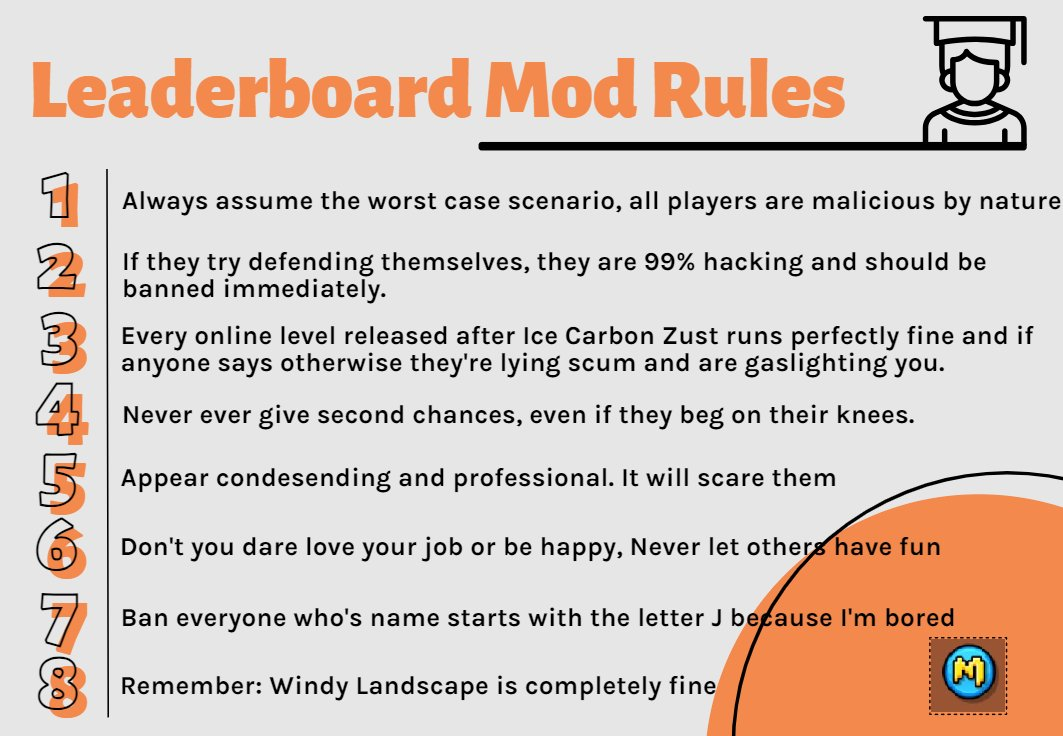 Leaderboard Mod Rules
1
Always assume the worst case scenario, all players are malicious by nature
2
If they try defending themselves, they are 99% hacking and should be
banned immediately.
3
Every online level released after Ice Carbon Zust runs perfectly fine and if
anyone says otherwise they're lying scum and are gaslighting you.
4
Never ever give second chances, even if they beg on their knees.
5
Appear condesending and professional. It will scare them
6
Don't you dare love your job or be happy, Never let others have fun
7
Ban everyone who's name starts with the letter J because I'm bored
8
Remember: Windy Landscape is completely fine
M